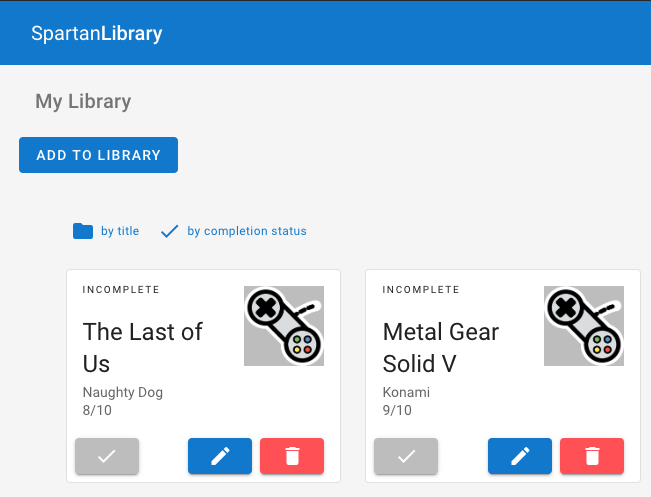 SpartanLibrary
My Library
ADD TO LIBRARY
by title by completion status
INCOMPLETE
The Last of
Us
Naughty Dog
8/10
INCOMPLETE
Metal Gear
Solid V
Konami
9/10